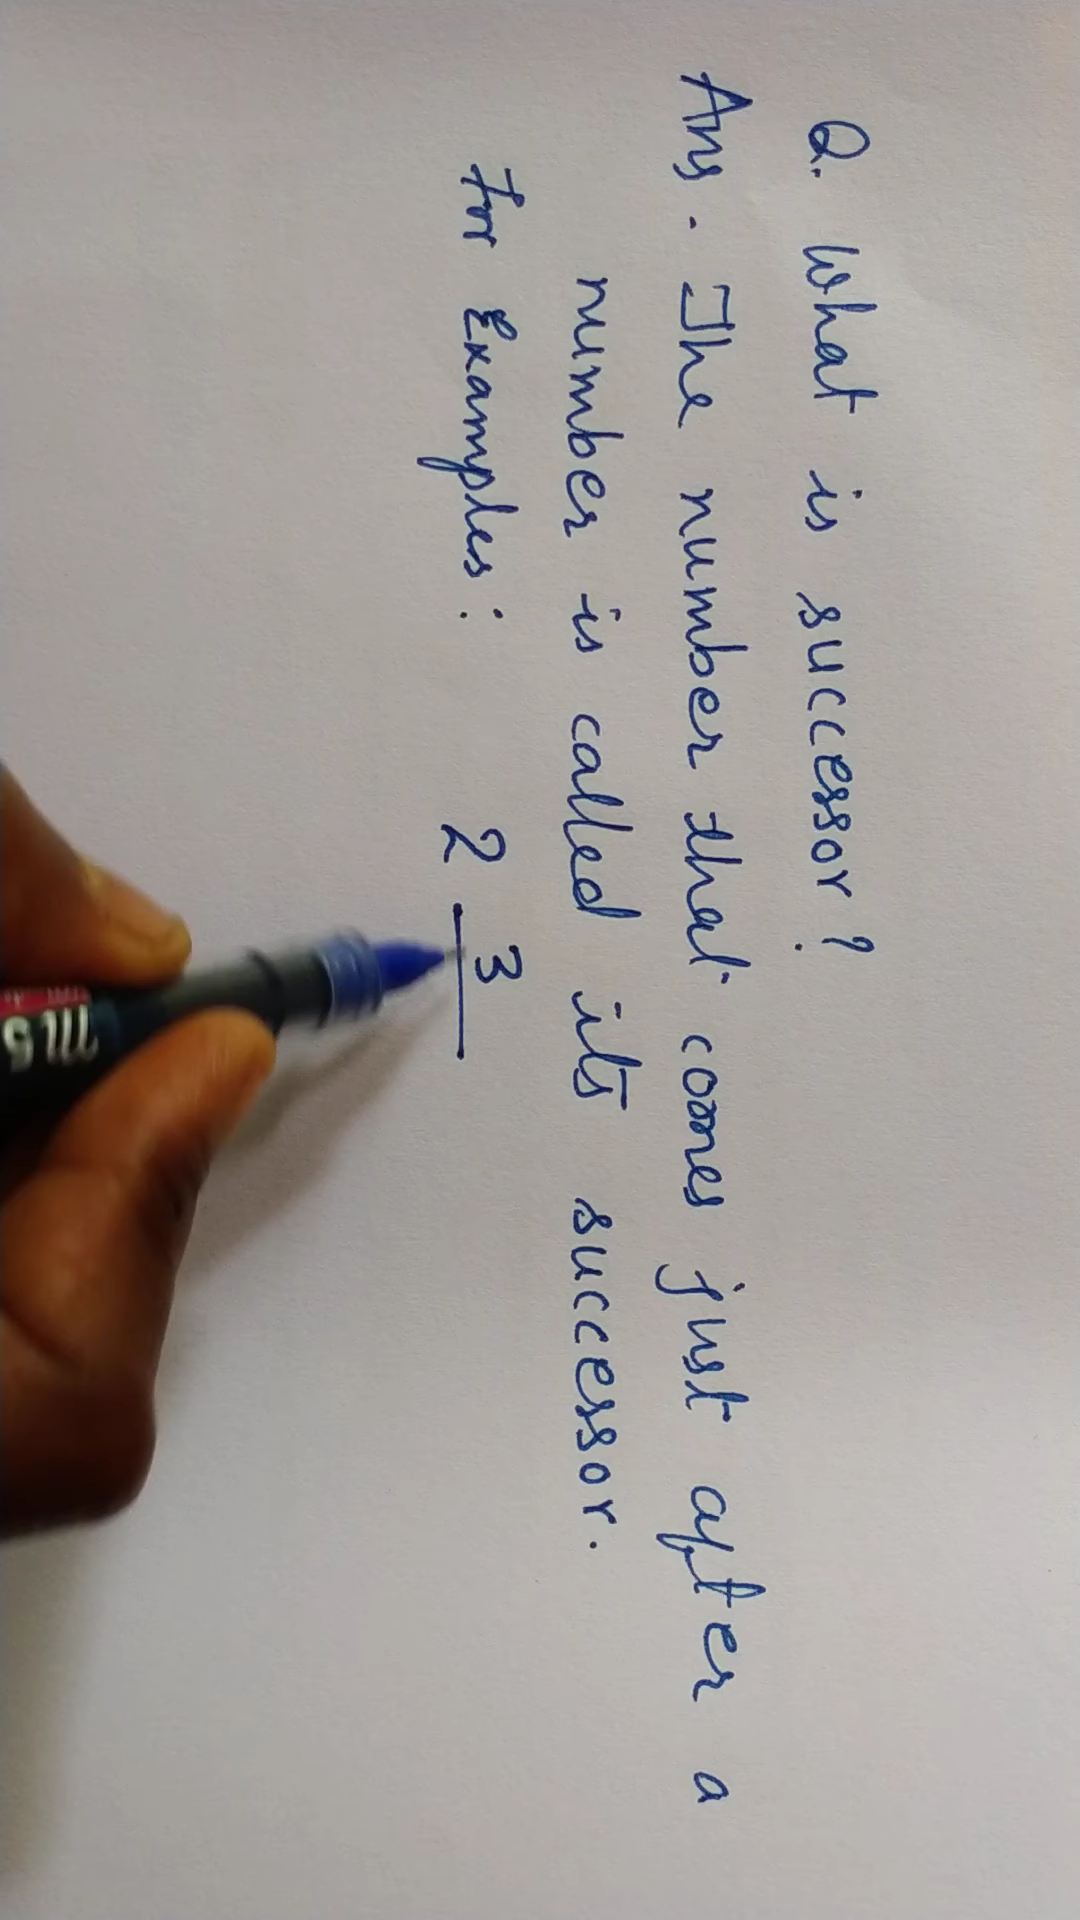 Q. What is successor?
Ans. The number that comes just after a
number is called its successor.
For Examples: 2 3